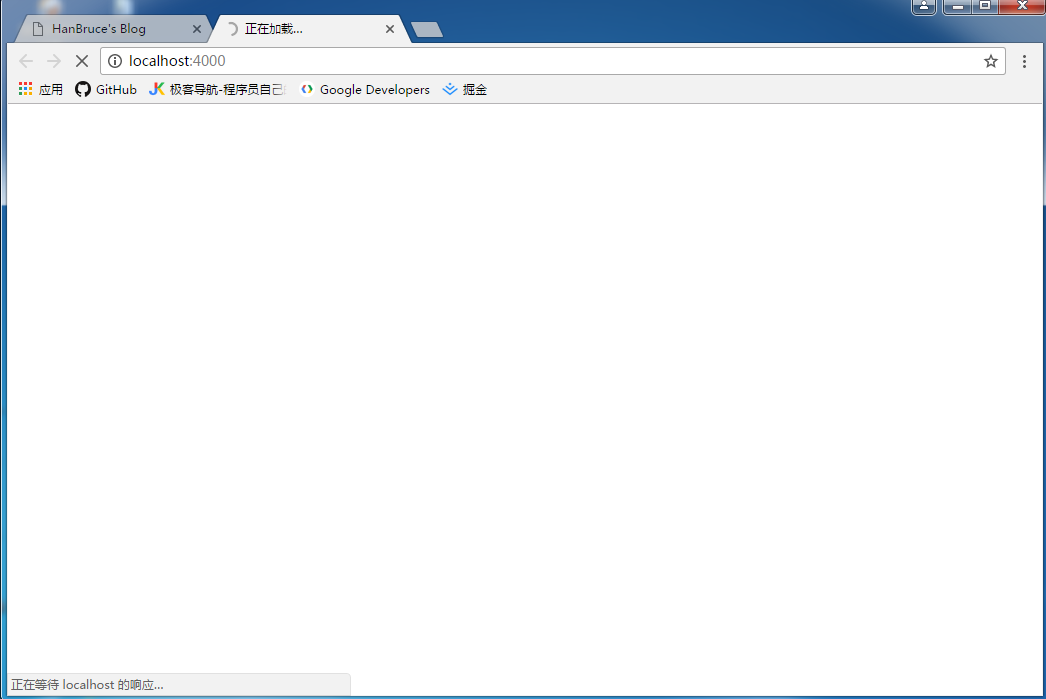 HanBruce's Blog
正在加载...
localhost:4000
应用
GitHub
极客导航-程序员自己
Google Developers
掘金
正在等待 localhost 的响应...